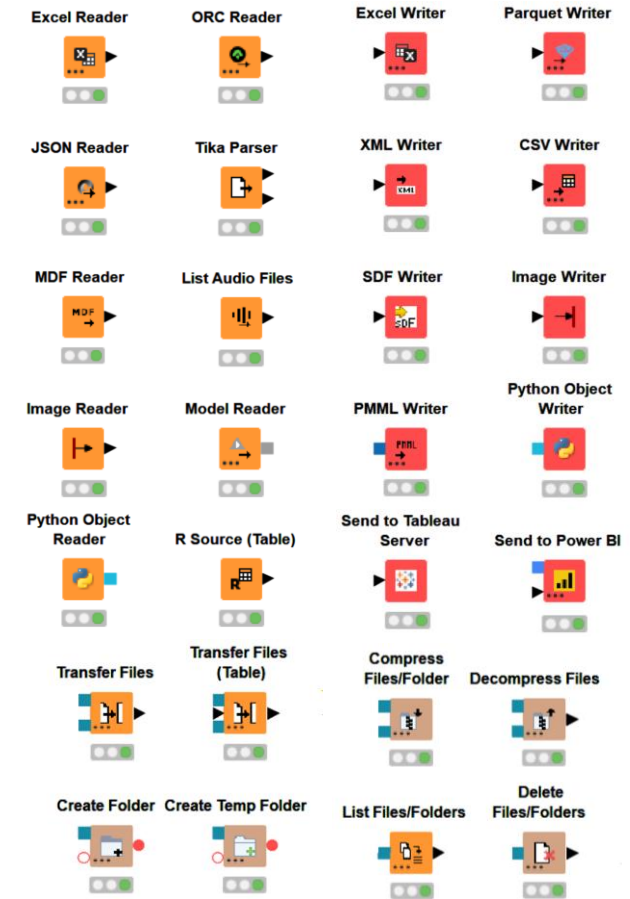 Excel Reader
ORC Reader
Excel Writer
Parquet Writer
X
X
JSON Reader
Tika Parser
XML Writer
CSV Writer
XML
MDF Reader
List Audio Files
SDF Writer
Image Writer
MDF
SDF
Image Reader
Model Reader
PMML Writer
Python Object
Writer
PMML
Python Object
Reader
R Source (Table)
Send to Tableau
Server
Send to Power BI
R
Transfer Files
Transfer Files
(Table)
Compress
Files/Folder
Decompress Files
Create Folder
Create Temp Folder
List Files/Folders
Delete
Files/Folders